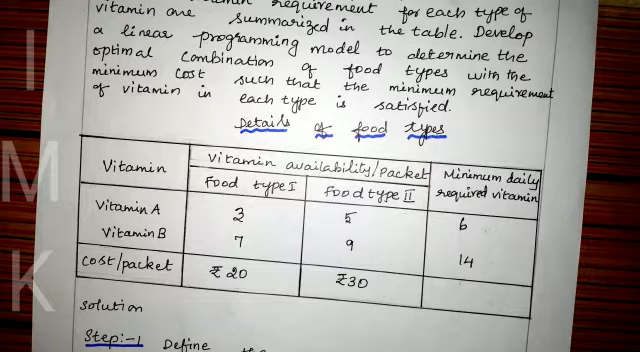 requirement for each type of
vitamin are summarized in the table. Develop
a linear programming model to determine the
optimal combination of food types with the
minimum cost such that the minimum requirement
of vitamin in each type is satisfied.
Details of food types
Vitamin Vitamin availability/Packet Minimum daily required vitamin
Food type I Food type II
Vitamin A 3 5 6
Vitamin B 7 9 14
Cost/packet ₹20 ₹30
Solution
Step:-1 Define
I
M
K